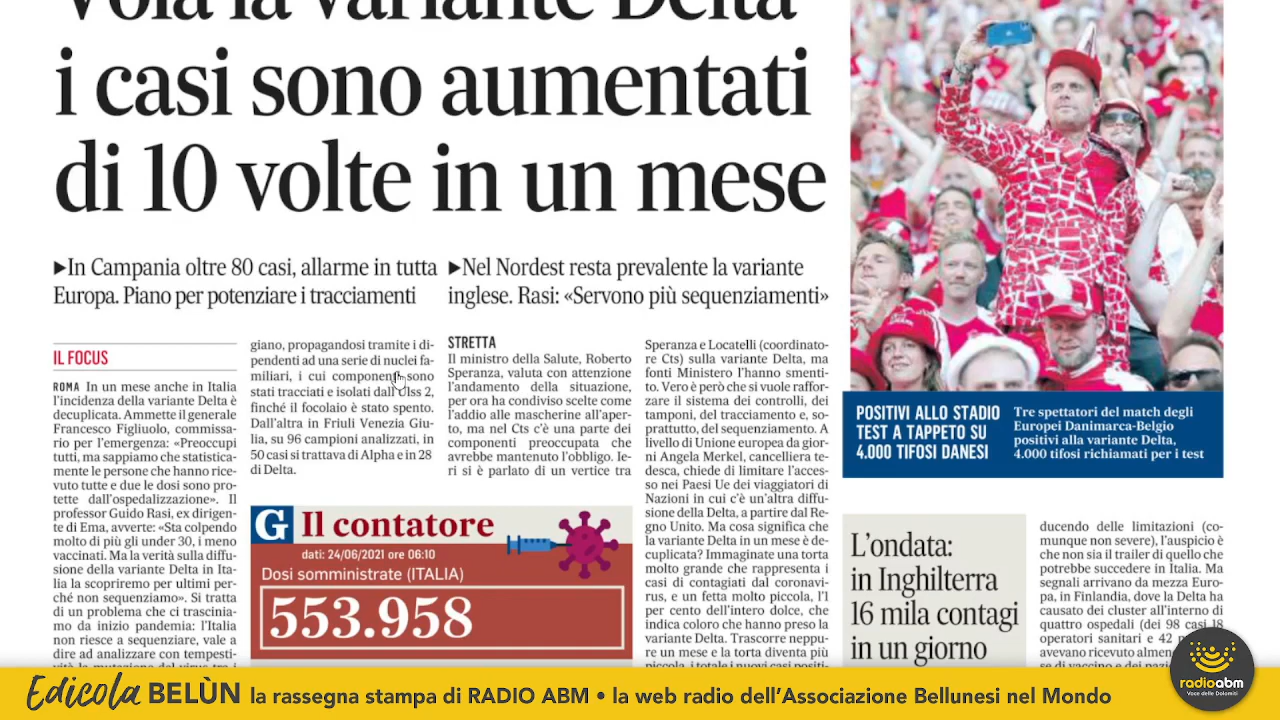 Vola la variante Delta
i casi sono aumentati
di 10 volte in un mese
►In Campania oltre 80 casi, allarme in tutta
Europa. Piano per potenziare i tracciamenti
►Nel Nordest resta prevalente la variante
inglese. Rasi: «Servono più sequenziamenti»
IL FOCUS
ROMA In un mese anche in Italia
l'incidenza della variante Delta è
decuplicata. Ammette il generale
Francesco Figliuolo, commissa-
rio per l'emergenza: «Preoccupi
tutti, ma sappiamo che statistica-
mente le persone che hanno rice-
vuto tutte e due le dosi sono pro-
tette dall'ospedalizzazione». Il
professor Guido Rasi, ex dirigen-
te di Ema, avverte: «Sta colpendo
molto di più gli under 30, i meno
vaccinati. Ma la verità sulla diffu-
sione della variante Delta in Ita-
lia la scopriremo per ultimi per-
ché non sequenziamo». Si tratta
di un problema che ci trascinia-
mo da inizio pandemia: l'Italia
non riesce a sequenziare, vale a
dire ad analizzare con tempesti-
vità la mutazione del virus tra i
giano, propagandosi tramite i di-
pendenti ad una serie di nuclei fa-
miliari, i cui componenti sono
stati tracciati e isolati dall'Ulss 2,
finché il focolaio è stato spento.
Dall'altra in Friuli Venezia Giu-
lia, su 96 campioni analizzati, in
50 casi si trattava di Alpha e in 28
di Delta.
STRETTA
Il ministro della Salute, Roberto
Speranza, valuta con attenzione
l'andamento della situazione,
per ora ha condiviso scelte come
l'addio alle mascherine all'aper-
to, ma nel Cts c'è una parte dei
componenti preoccupata che
avrebbe mantenuto l'obbligo. Ie-
ri si è parlato di un vertice tra
Speranza e Locatelli (coordinato-
re Cts) sulla variante Delta, ma
fonti Ministero l'hanno smenti-
to. Vero è però che si vuole raffor-
zare il sistema dei controlli, dei
tamponi, del tracciamento e, so-
prattutto, del sequenziamento. A
livello di Unione europea da gior-
ni Angela Merkel, cancelliera te-
desca, chiede di limitare l'acces-
so nei Paesi Ue dei viaggiatori di
Nazioni in cui c'è un'altra diffu-
sione della Delta, a partire dal Re-
gno Unito. Ma cosa significa che
la variante Delta in un mese è de-
cuplicata? Immaginate una torta
molto grande che rappresenta i
casi di contagiati dal coronavi-
rus, e un fetta molto piccola, l'1
per cento dell'intero dolce, che
indica coloro che hanno preso la
variante Delta. Trascorre neppu-
re un mese e la torta diventa più
piccola, i totale i nuovi casi positi-
G Il contatore
dati: 24/06/2021 ore 06:10
Dosi somministrate (ITALIA)
553.958
POSITIVI ALLO STADIO
TEST A TAPPETO SU
4.000 TIFOSI DANESI
Tre spettatori del match degli
Europei Danimarca-Belgio
positivi alla variante Delta,
4.000 tifosi richiamati per i test
L'ondata:
in Inghilterra
16 mila contagi
in un giorno
ducendo delle limitazioni (co-
munque non severe), l'auspicio è
che non sia il trailer di quello che
potrebbe succedere in Italia. Ma
segnali arrivano da mezza Euro-
pa, in Finlandia, dove la Delta ha
causato dei cluster all'interno di
quattro ospedali (dei 98 casi 18
operatori sanitari e 42
avevano ricevuto
se di vaccino e dei
Edicola BELÙN la rassegna stampa di RADIO ABM • la web radio dell'Associazione Bellunesi nel Mondo
radioabm
Voce delle Dolomiti